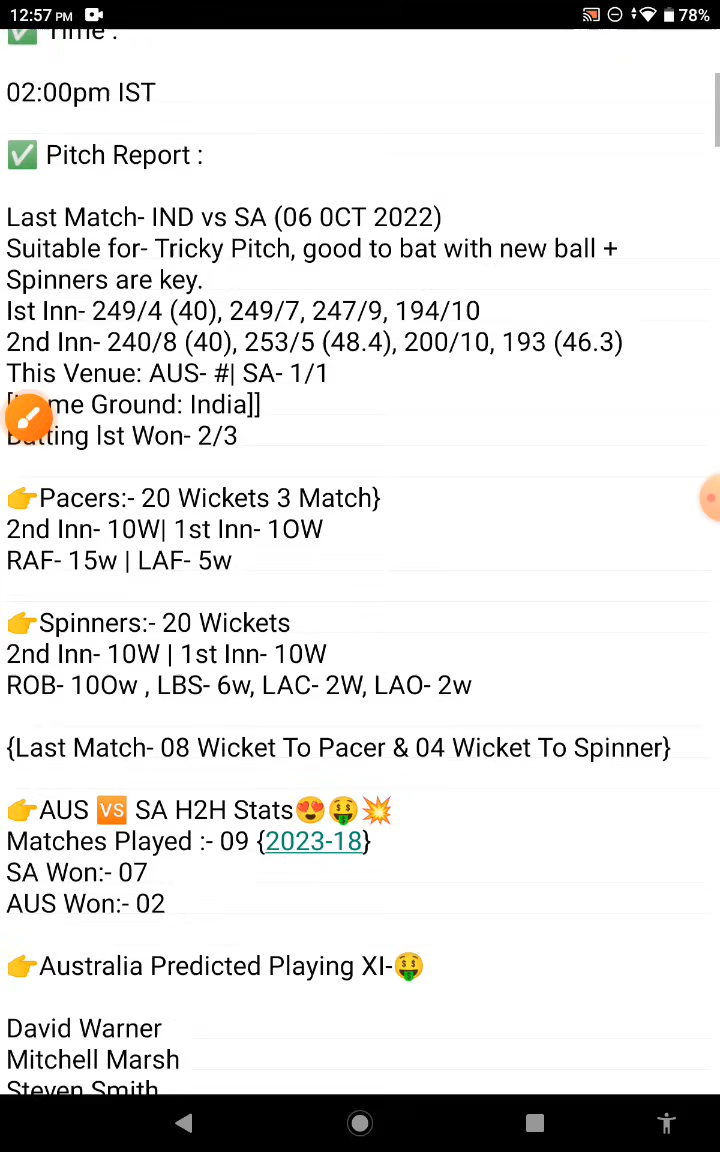 12:57 PM
78%
Time :
02:00pm IST
✅ Pitch Report :
Last Match- IND vs SA (06 0CT 2022)
Suitable for- Tricky Pitch, good to bat with new ball +
Spinners are key.
Ist Inn- 249/4 (40), 249/7, 247/9, 194/10
2nd Inn- 240/8 (40), 253/5 (48.4), 200/10, 193 (46.3)
This Venue: AUS- #| SA- 1/1
me Ground: India]]
Batting lst Won- 2/3
👉Pacers:- 20 Wickets 3 Match}
2nd Inn- 10W| 1st Inn- 1OW
RAF- 15w | LAF- 5w
👉Spinners:- 20 Wickets
2nd Inn- 10W | 1st Inn- 10W
ROB- 10Ow , LBS- 6w, LAC- 2W, LAO- 2w
{Last Match- 08 Wicket To Pacer & 04 Wicket To Spinner}
👉AUS 🆚 SA H2H Stats😍🤑💥
Matches Played :- 09 {2023-18}
SA Won:- 07
AUS Won:- 02
👉Australia Predicted Playing XI-🤑
David Warner
Mitchell Marsh
Steven Smith